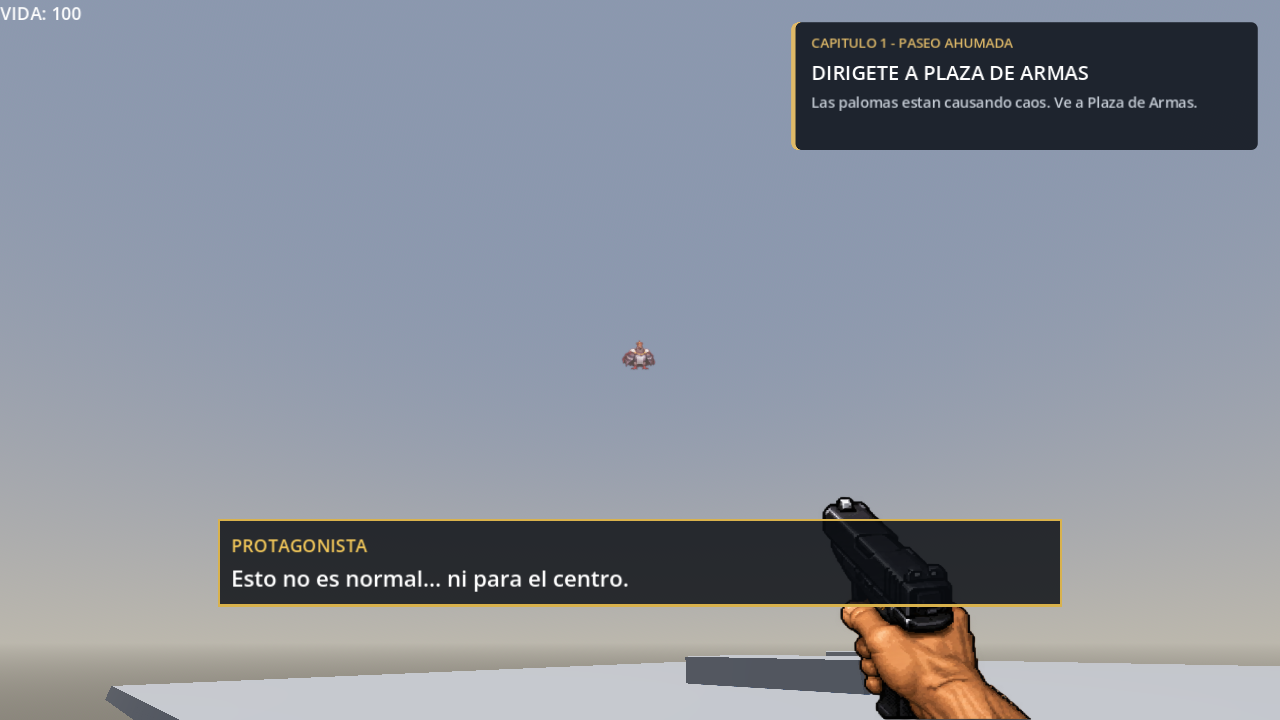 VIDA: 100
CAPITULO 1 - PASEO AHUMADA
DIRIGETE A PLAZA DE ARMAS
Las palomas estan causando caos. Ve a Plaza de Armas.
PROTAGONISTA
Esto no es normal... ni para el centro.